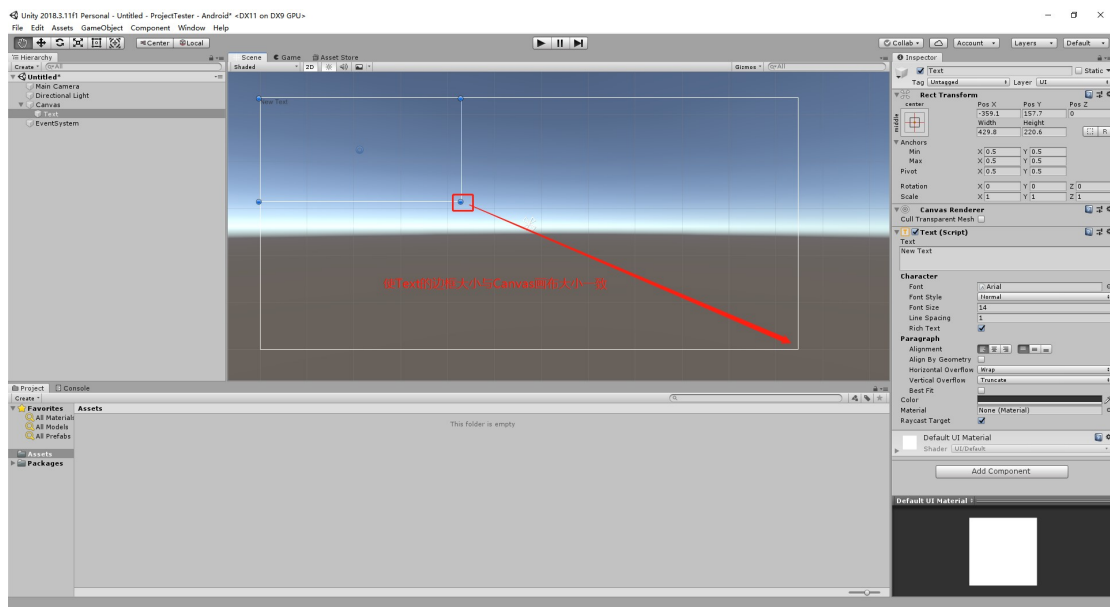 Unity 2018.3.11f1 Personal - Untitled - ProjectTester - Android* <DX11 on DX9 GPU>
File Edit Assets GameObject Component Window Help
Center Local Collab Account Layers Default
Hierarchy
Create All
Untitled*
Main Camera
Directional Light
Canvas
Text
EventSystem
Scene Game Asset Store
Shaded 2D Gizmos All
New Text
将Text的边框大小与Canvas画布大小一致
Inspector
Text Static
Tag Untagged Layer UI
Rect Transform
center Pos X Pos Y Pos Z
middle -359.1 157.7 0
Width Height
429.8 220.6 R
Anchors
Min X 0.5 Y 0.5
Max X 0.5 Y 0.5
Pivot X 0.5 Y 0.5
Rotation X 0 Y 0 Z 0
Scale X 1 Y 1 Z 1
Canvas Renderer
Cull Transparent Mesh
Text (Script)
Text
New Text
Character
Font Arial
Font Style Normal
Font Size 14
Line Spacing 1
Rich Text
Paragraph
Alignment
Align By Geometry
Horizontal Overflow Wrap
Vertical Overflow Truncate
Best Fit
Color
Material None (Material)
Raycast Target
Default UI Material
Shader UI/Default
Add Component
Default UI Material
Project Console
Create
Favorites
All Materials
All Models
All Prefabs
Assets
Packages
Assets
This folder is empty